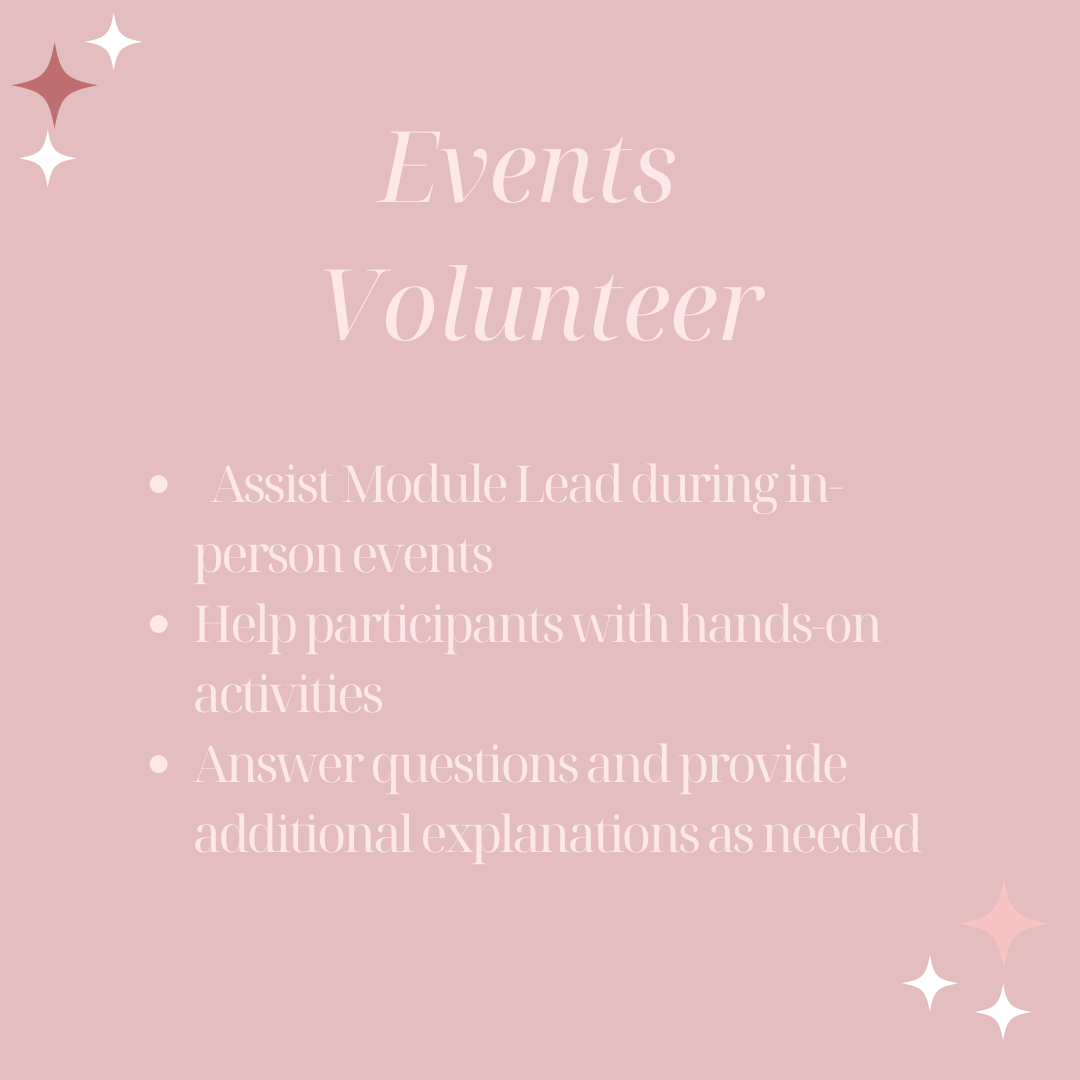 Events
Volunteer
• Assist Module Lead during in-
person events
• Help participants with hands-on
activities
• Answer questions and provide
additional explanations as needed